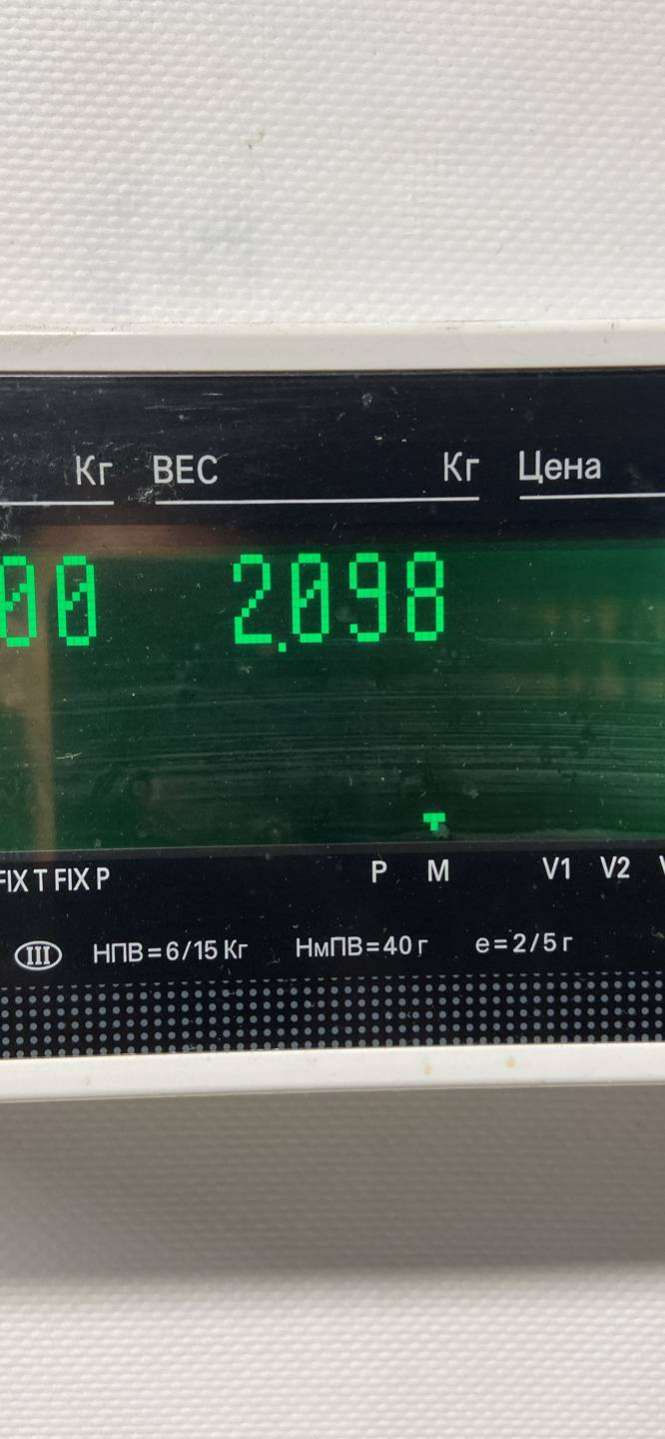 Кг ВЕС Кг Цена
00 2.098
FIX T FIX P P M V1 V2
III НПВ=6/15 Кг НмПВ=40 г е=2/5 г